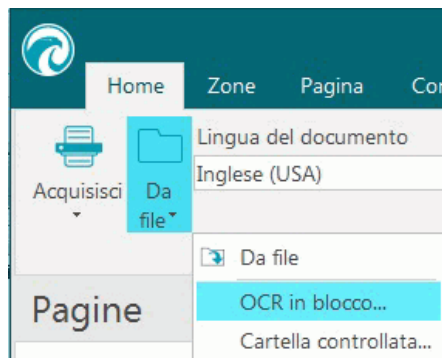 Home Zone Pagina
Lingua del documento
Inglese (USA)
Acquisisci
Da
file
Da file
Pagine
OCR in blocco...
Cartella controllata...